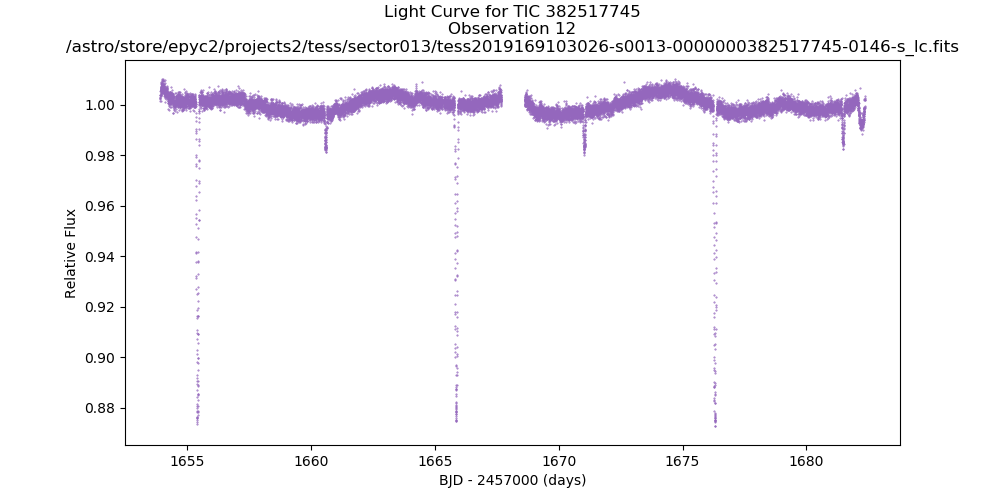 Light Curve for TIC 382517745
Observation 12
/astro/store/epyc2/projects2/tess/sector013/tess2019169103026-s0013-0000000382517745-0146-s_lc.fits
1.00
0.98
0.96
0.94
0.92
0.90
0.88
Relative Flux
1655 1660 1665 1670 1675 1680
BJD - 2457000 (days)